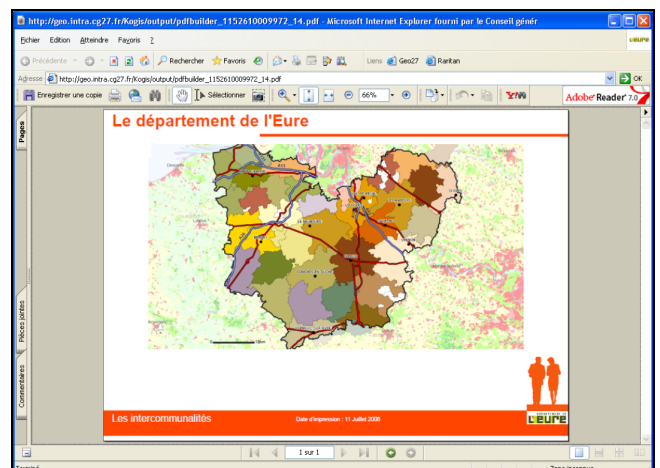 http://geo.intra.cg27.fr/Kogis/output/pdfbuilder_1152610009972_14.pdf - Microsoft Internet Explorer fourni par le Conseil génér
Fichier Edition Atteindre Favoris ?
L'EURE
Précédente Rechercher Favoris Liens Geo27 Raritan
Adresse http://geo.intra.cg27.fr/Kogis/output/pdfbuilder_1152610009972_14.pdf OK
Enregistrer une copie Sélectionner 66% Adobe Reader 7.0
Pages
Pièces jointes
Commentaires
Le département de l'Eure
Les intercommunalités
Date d'impression : 11 Juillet 2006
L'EURE
1 sur 1
Terminé
Zone inconnue